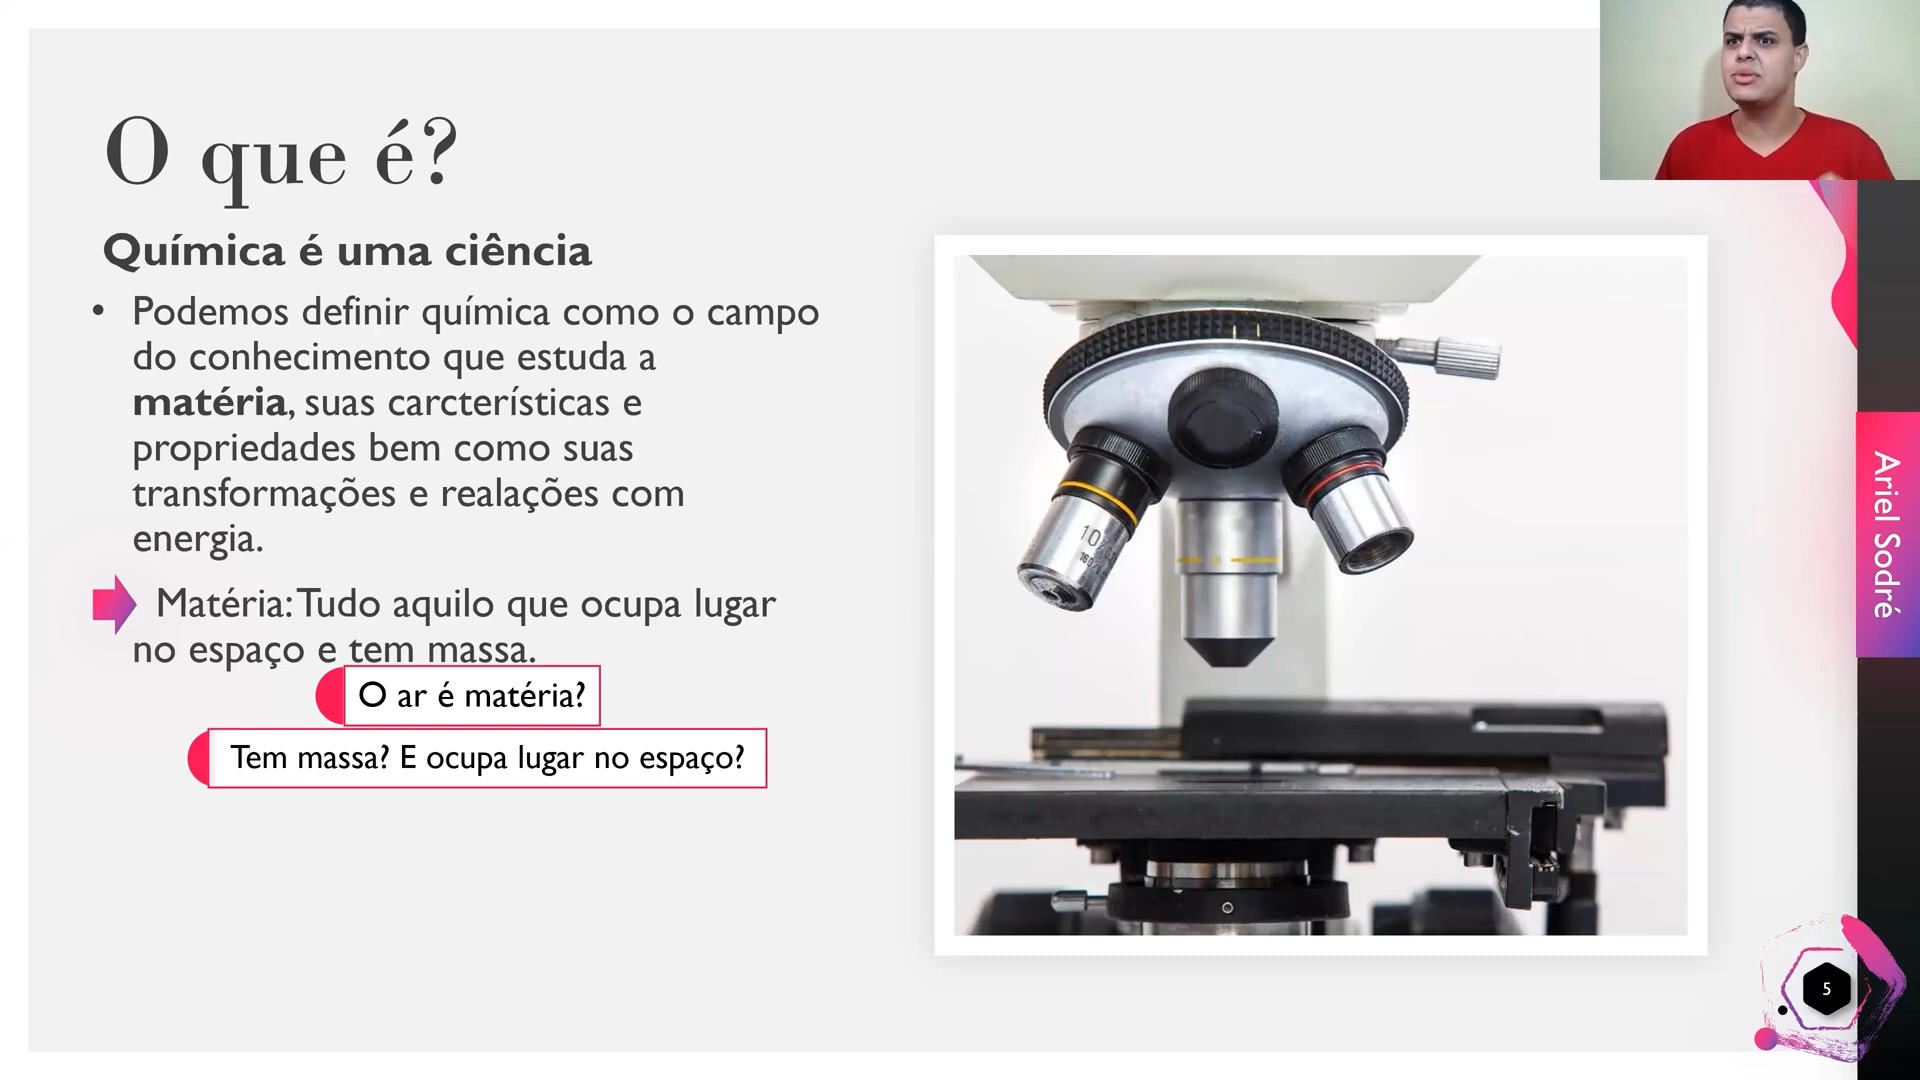 O que é?
Química é uma ciência
• Podemos definir química como o campo
do conhecimento que estuda a
matéria, suas carcterísticas e
propriedades bem como suas
transformações e realações com
energia.
Matéria: Tudo aquilo que ocupa lugar
no espaço e tem massa.
O ar é matéria?
Tem massa? E ocupa lugar no espaço?
Ariel Sodré
5